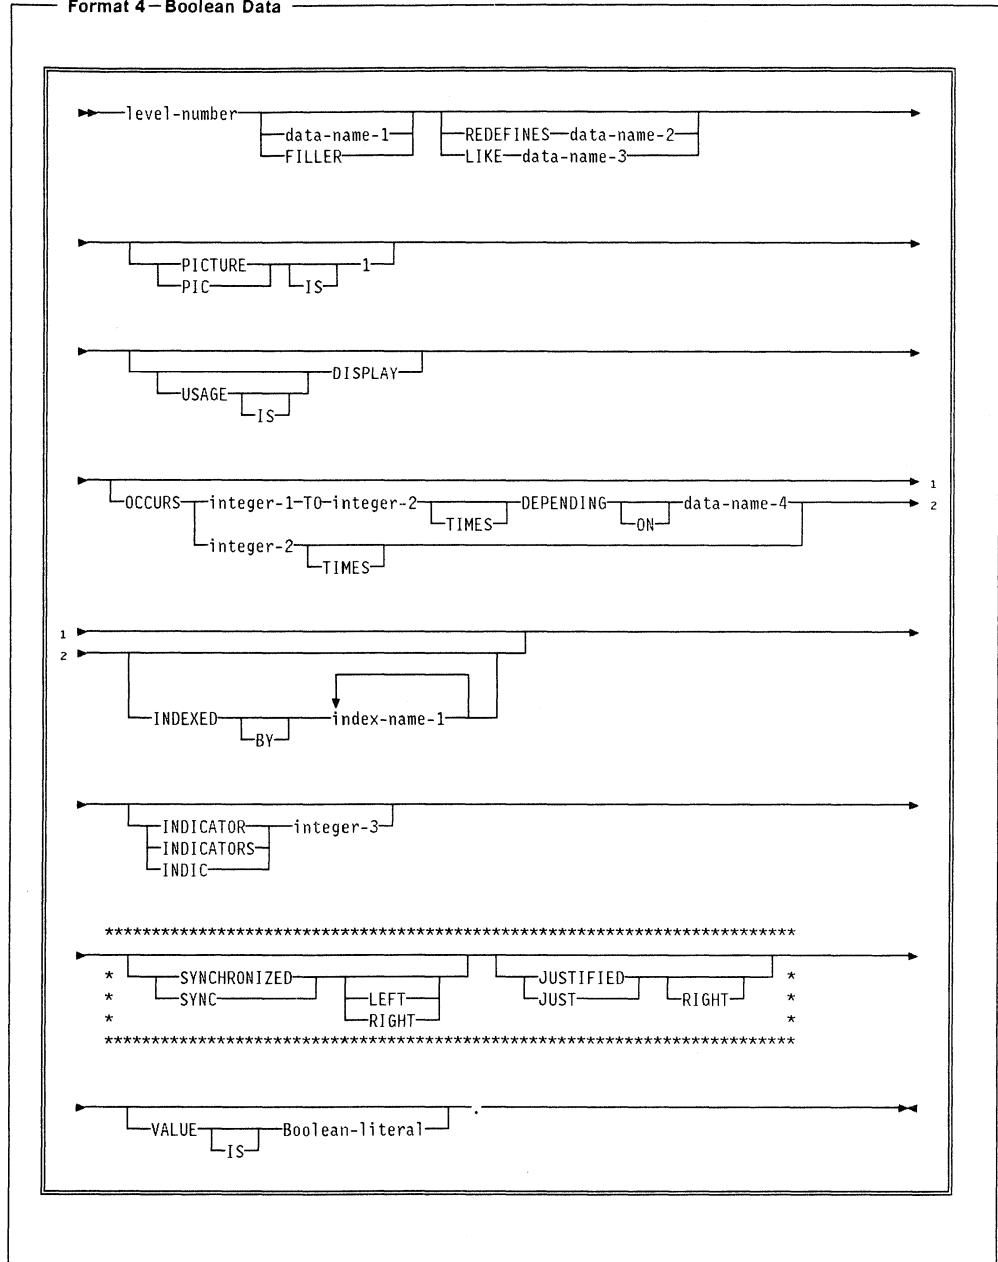 Format 4—Boolean Data
level-number
data-name-1 REDEFINES data-name-2
FILLER LIKE data-name-3
PICTURE 1
PIC IS
DISPLAY
USAGE
IS
1
OCCURS integer-1 TO integer-2 DEPENDING data-name-4 2
TIMES ON
integer-2
TIMES
1
2
INDEXED index-name-1
BY
INDICATOR integer-3
INDICATORS
INDIC
**************************************************************************
* SYNCHRONIZED JUSTIFIED *
* SYNC LEFT JUST RIGHT *
* RIGHT *
**************************************************************************
.
VALUE Boolean-literal
IS